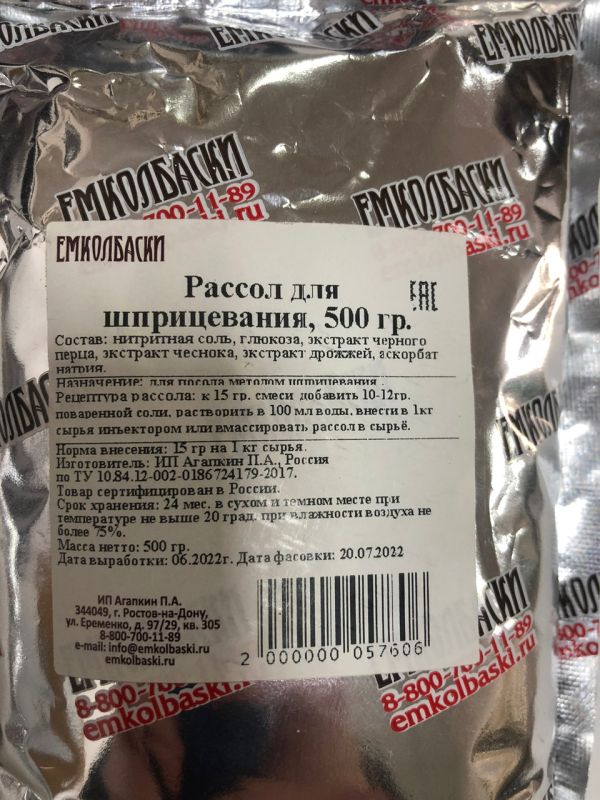 ЕМКОЛБАСКИ
ЕМКОЛБАСКИ
700-11-89
ЕМКОЛБАСКИ
00-11-89
ЕМКОЛБАСКИ
Рассол для
шприцевания, 500 гр.
ЕАС
Состав: нитритная соль, глюкоза, экстракт черного
перца, экстракт чеснока, экстракт дрожжей, аскорбат
натрия.
Назначение: для посола методом шприцевания .
Рецептура рассола: к 15 гр. смеси добавить 10-12гр.
поваренной соли, растворить в 100 мл воды, внести в 1кг
сырья инъектором или вмассировать рассол в сырьё.
Норма внесения: 15 гр на 1 кг сырья.
Изготовитель: ИП Агапкин П.А., Россия
по ТУ 10.84.12-002-0186724179-2017.
Товар сертифицирован в России.
Срок хранения: 24 мес. в сухом и темном месте при
температуре не выше 20 град. при влажности воздуха не
более 75%.
Масса нетто: 500 гр.
Дата выработки: 06.2022г. Дата фасовки: 20.07.2022
ИП Агапкин П.А.
344049, г. Ростов-на-Дону,
ул. Еременко, д. 97/29, кв. 305
8-800-700-11-89
e-mail: info@emkolbaski.ru
emkolbaski.ru
2 000000 057606
8-800-7
emkolbaski.ru
11-89
emkolbaski.ru